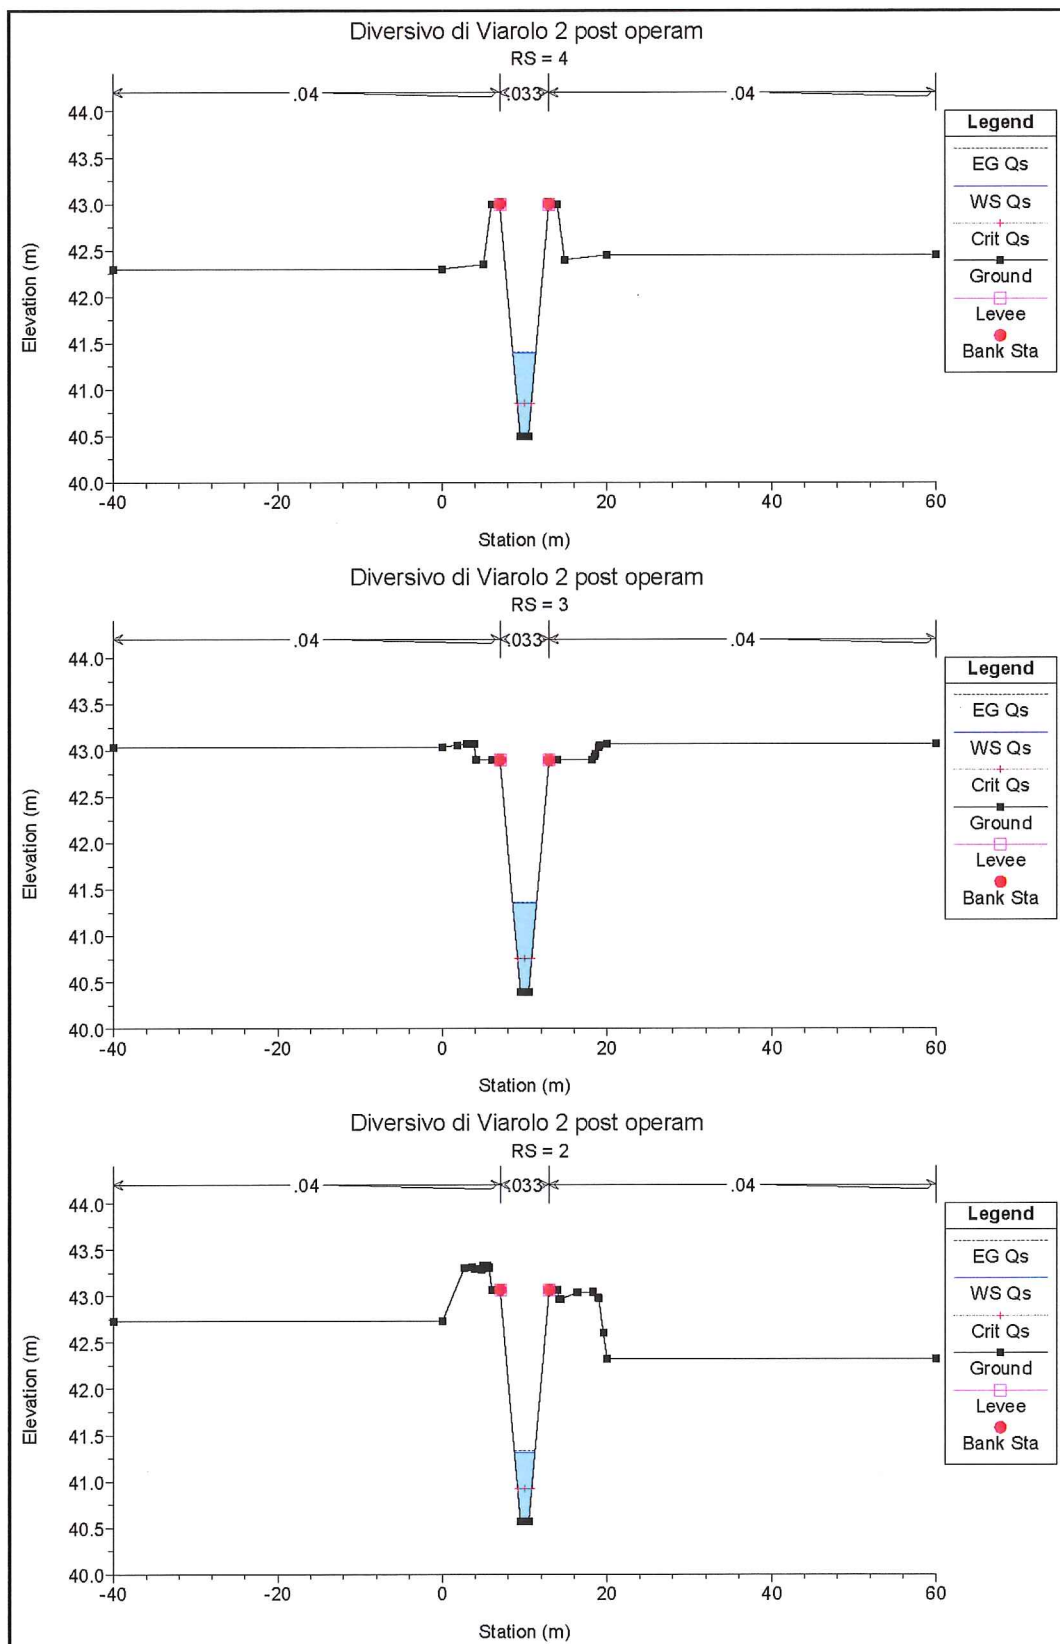 Diversivo di Viarolo 2 post operam
RS = 4
.04 .033 .04
44.0
43.5
43.0
42.5
42.0
41.5
41.0
40.5
40.0
Elevation (m)
-40 -20 0 20 40 60
Station (m)
Legend
EG Qs
WS Qs
Crit Qs
Ground
Levee
Bank Sta
Diversivo di Viarolo 2 post operam
RS = 3
.04 .033 .04
44.0
43.5
43.0
42.5
42.0
41.5
41.0
40.5
40.0
Elevation (m)
-40 -20 0 20 40 60
Station (m)
Legend
EG Qs
WS Qs
Crit Qs
Ground
Levee
Bank Sta
Diversivo di Viarolo 2 post operam
RS = 2
.04 .033 .04
44.0
43.5
43.0
42.5
42.0
41.5
41.0
40.5
40.0
Elevation (m)
-40 -20 0 20 40 60
Station (m)
Legend
EG Qs
WS Qs
Crit Qs
Ground
Levee
Bank Sta